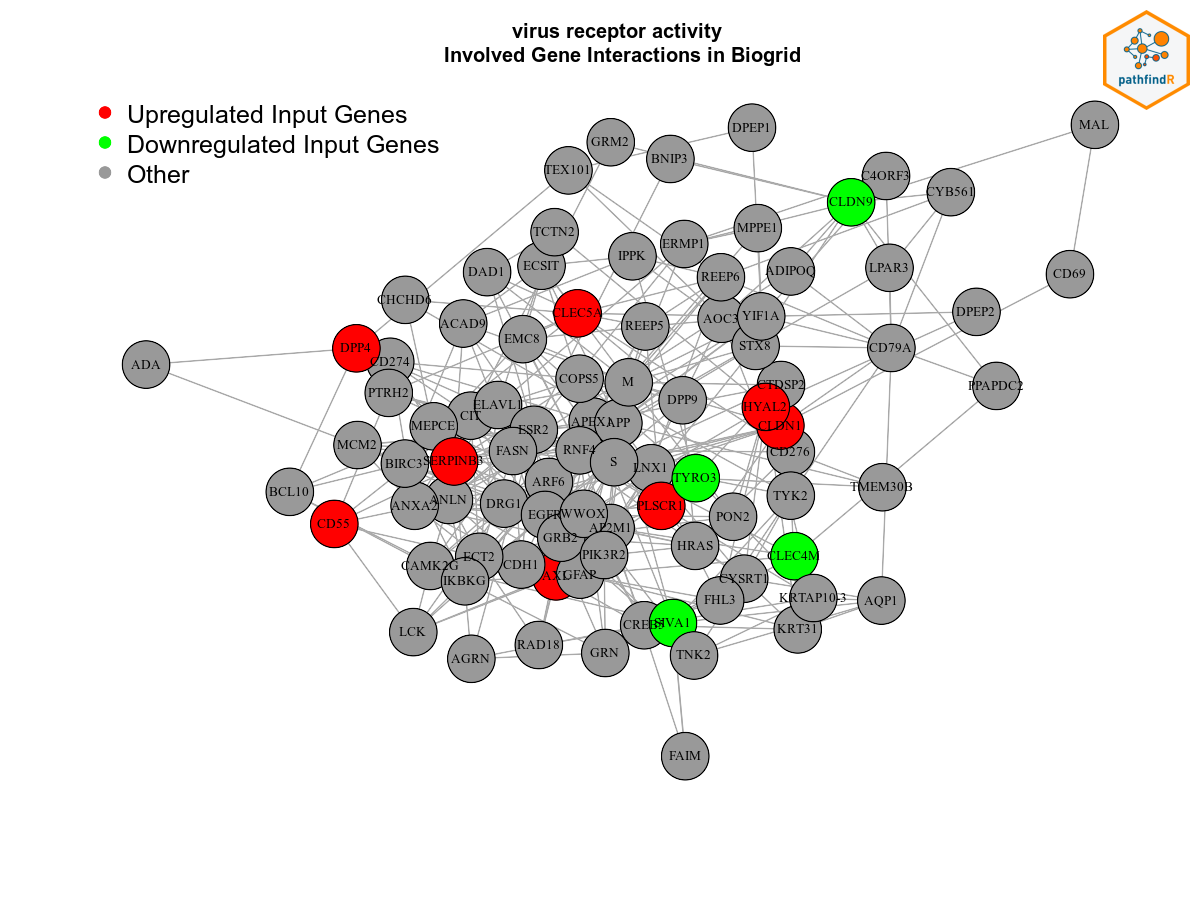 virus receptor activity
Involved Gene Interactions in Biogrid
pathfindR
Upregulated Input Genes
Downregulated Input Genes
Other
MAL
DPEP1
GRM2
BNIP3
TEX101
C4ORF3
CYB561
CLDN9
MPPE1
TCTN2
ERMP1
IPPK
ECSIT
DAD1
LPAR3
ADIPOQ
REEP6
CD69
CHCHD6
CLEC5A
DPEP2
YIF1A
AOC3
ACAD9
REEP5
EMC8
STX8
CD79A
DPP4
CD274
ADA
COPS5
M
CTDSP2
PPAPDC2
PTRH2
DPP9
HYAL2
ELAVL1
CIT
APP
MEPCE
CLDN1
ESR2
MCM2
RNF4
FASN
CD276
SERPINB3
BIRC3
S
LNX1
TYRO3
ARF6
TMEM30B
BCL10
TYK2
ANLN
DRG1
ANXA2
PLSCR1
WWOX
EGFR
PON2
CD55
AP2M1
GRB2
HRAS
PIK3R2
CLEC4M
ECT2
CDH1
CAMK2G
GFAP
AXL
CYSRT1
IKBKG
KRTAP10-3
FHL3
AQP1
SIVA1
KRT31
LCK
RAD18
GRN
TNK2
AGRN
FAIM